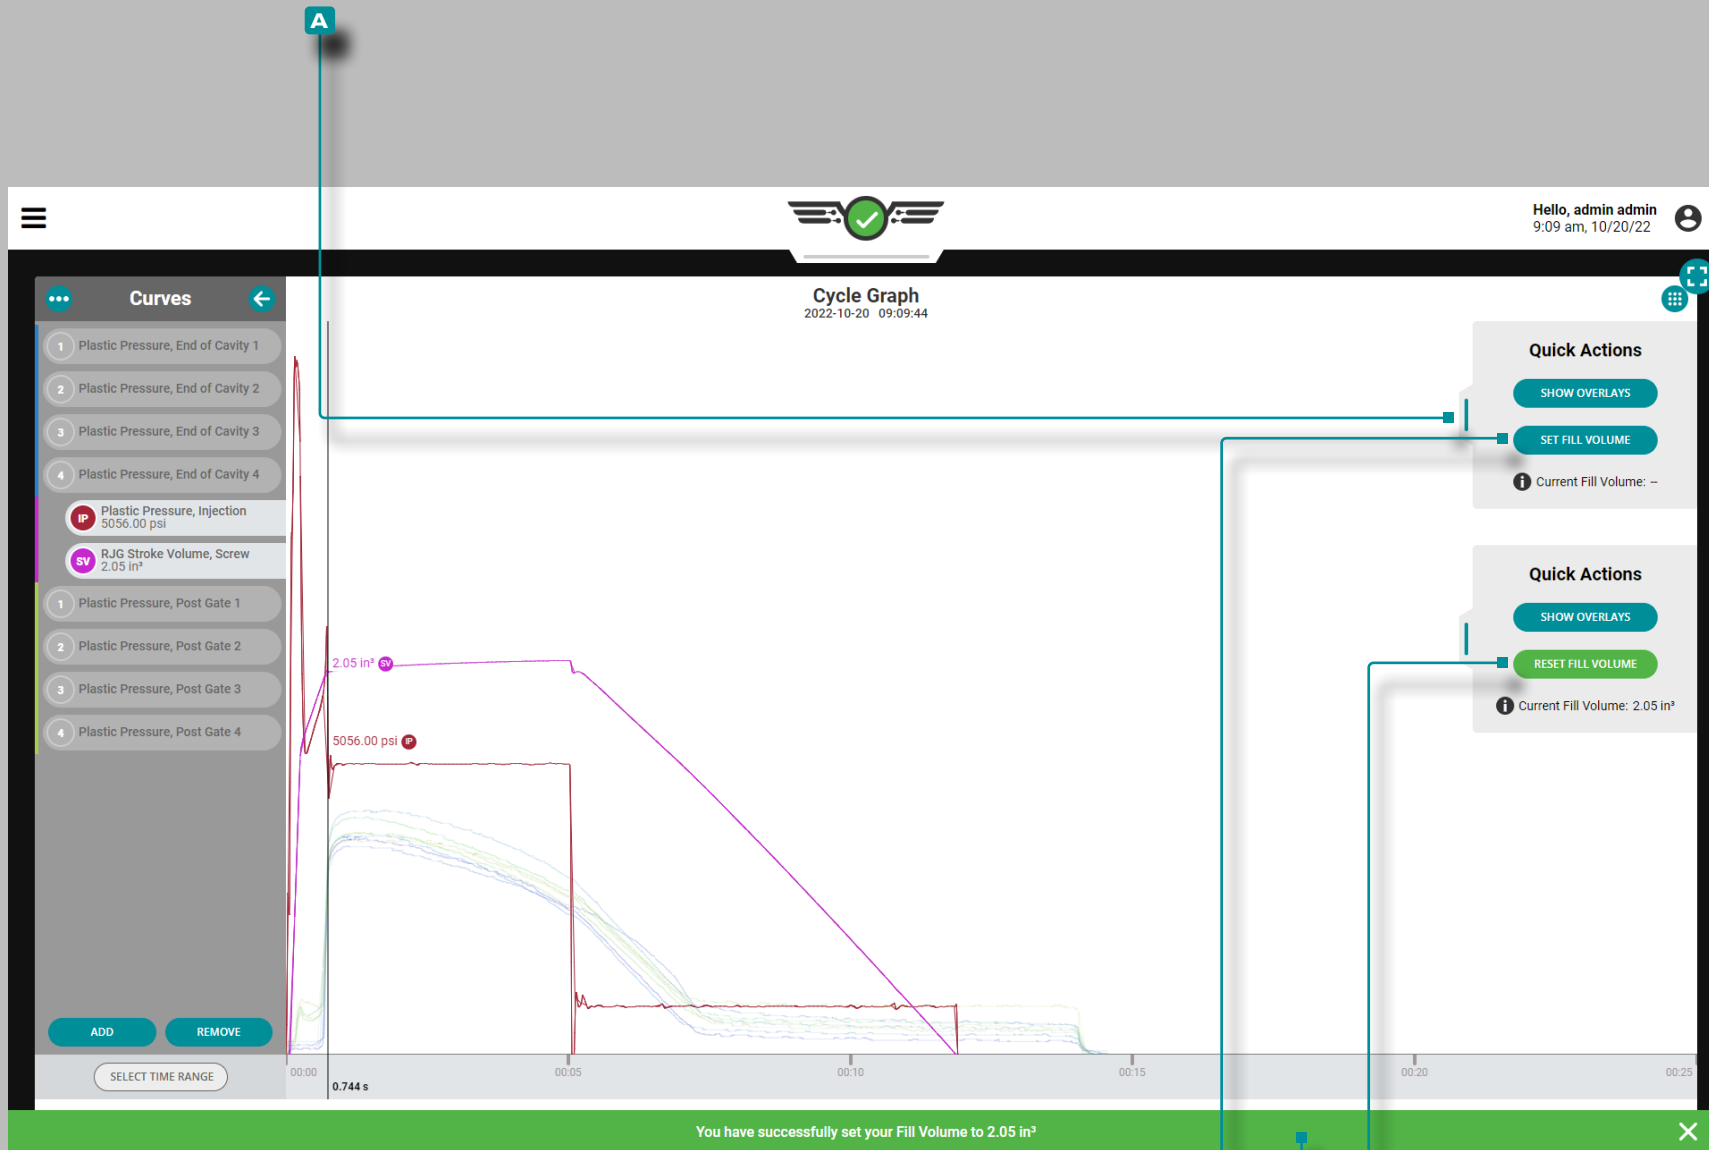 A
Hello, admin admin
9:09 am, 10/20/22
Curves
Cycle Graph
2022-10-20 09:09:44
1 Plastic Pressure, End of Cavity 1
2 Plastic Pressure, End of Cavity 2
3 Plastic Pressure, End of Cavity 3
4 Plastic Pressure, End of Cavity 4
IP Plastic Pressure, Injection
5056.00 psi
SV RJG Stroke Volume, Screw
2.05 in³
1 Plastic Pressure, Post Gate 1
2 Plastic Pressure, Post Gate 2
3 Plastic Pressure, Post Gate 3
4 Plastic Pressure, Post Gate 4
ADD
REMOVE
SELECT TIME RANGE
2.05 in³ SV
5056.00 psi IP
Quick Actions
SHOW OVERLAYS
SET FILL VOLUME
i Current Fill Volume: --
Quick Actions
SHOW OVERLAYS
RESET FILL VOLUME
i Current Fill Volume: 2.05 in³
00:00
00:05
00:10
00:15
00:20
00:25
0.744 s
You have successfully set your Fill Volume to 2.05 in³